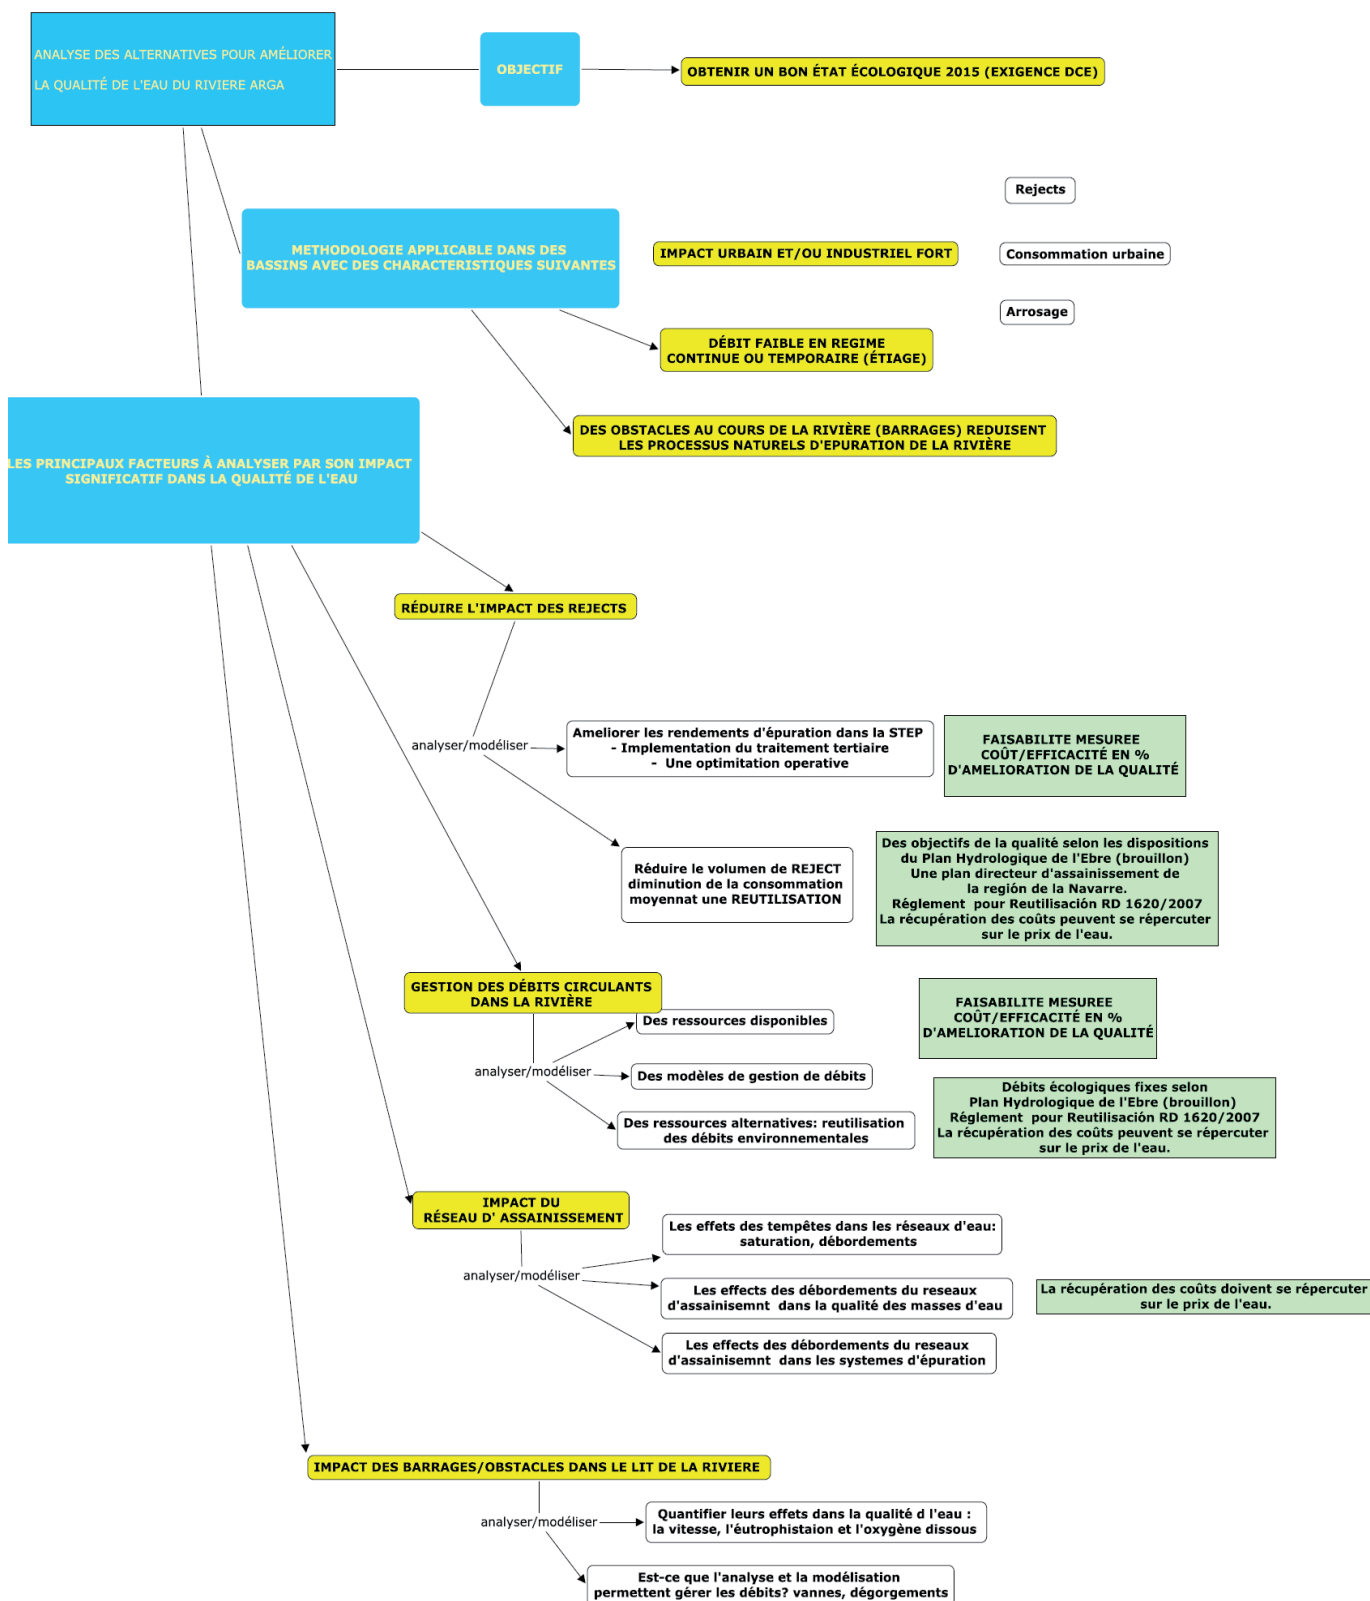 ANALYSE DES ALTERNATIVES POUR AMÉLIORER
LA QUALITÉ DE L'EAU DU RIVIERE ARGA
OBJECTIF
OBTENIR UN BON ÉTAT ÉCOLOGIQUE 2015 (EXIGENCE DCE)
METHODOLOGIE APPLICABLE DANS DES
BASSINS AVEC DES CHARACTERISTIQUES SUIVANTES
IMPACT URBAIN ET/OU INDUSTRIEL FORT
Rejects
Consommation urbaine
Arrosage
DÉBIT FAIBLE EN REGIME
CONTINUE OU TEMPORAIRE (ÉTIAGE)
DES OBSTACLES AU COURS DE LA RIVIÈRE (BARRAGES) REDUISENT
LES PROCESSUS NATURELS D'EPURATION DE LA RIVIÈRE
LES PRINCIPAUX FACTEURS À ANALYSER PAR SON IMPACT
SIGNIFICATIF DANS LA QUALITÉ DE L'EAU
RÉDUIRE L'IMPACT DES REJECTS
analyser/modéliser
Ameliorer les rendements d'épuration dans la STEP
- Implementation du traitement tertiaire
- Une optimitation operative
FAISABILITE MESUREE
COÛT/EFFICACITÉ EN %
D'AMELIORATION DE LA QUALITÉ
Réduire le volumen de REJECT
diminution de la consommation
moyennat une REUTILISATION
Des objectifs de la qualité selon les dispositions
du Plan Hydrologique de l'Ebre (brouillon)
Une plan directeur d'assainissement de
la región de la Navarre.
Réglement pour Reutilisación RD 1620/2007
La récupération des coûts peuvent se répercuter
sur le prix de l'eau.
GESTION DES DÉBITS CIRCULANTS
DANS LA RIVIÈRE
analyser/modéliser
Des ressources disponibles
Des modèles de gestion de débits
Des ressources alternatives: reutilisation
des débits environnementales
FAISABILITE MESUREE
COÛT/EFFICACITÉ EN %
D'AMELIORATION DE LA QUALITÉ
Débits écologiques fixes selon
Plan Hydrologique de l'Ebre (brouillon)
Réglement pour Reutilisación RD 1620/2007
La récupération des coûts peuvent se répercuter
sur le prix de l'eau.
IMPACT DU
RÉSEAU D' ASSAINISSEMENT
analyser/modéliser
Les effets des tempêtes dans les réseaux d'eau:
saturation, débordements
Les effects des débordements du reseaux
d'assainisemnt dans la qualité des masses d'eau
La récupération des coûts doivent se répercuter
sur le prix de l'eau.
Les effects des débordements du reseaux
d'assainisemnt dans les systemes d'épuration
IMPACT DES BARRAGES/OBSTACLES DANS LE LIT DE LA RIVIERE
analyser/modéliser
Quantifier leurs effets dans la qualité d l'eau :
la vitesse, l'éutrophistaion et l'oxygène dissous
Est-ce que l'analyse et la modélisation
permettent gérer les débits? vannes, dégorgements